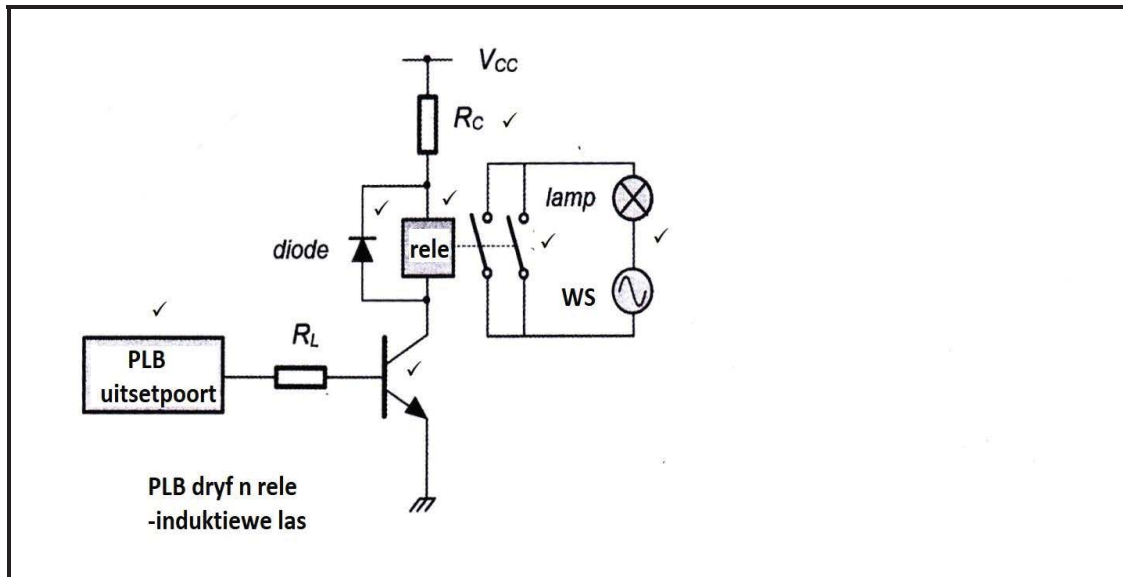 VCC
RC ✓
✓
✓
lamp
✓
✓
diode
rele
WS
✓
RL
✓
PLB
uitsetpoort
PLB dryf n rele
-induktiewe las